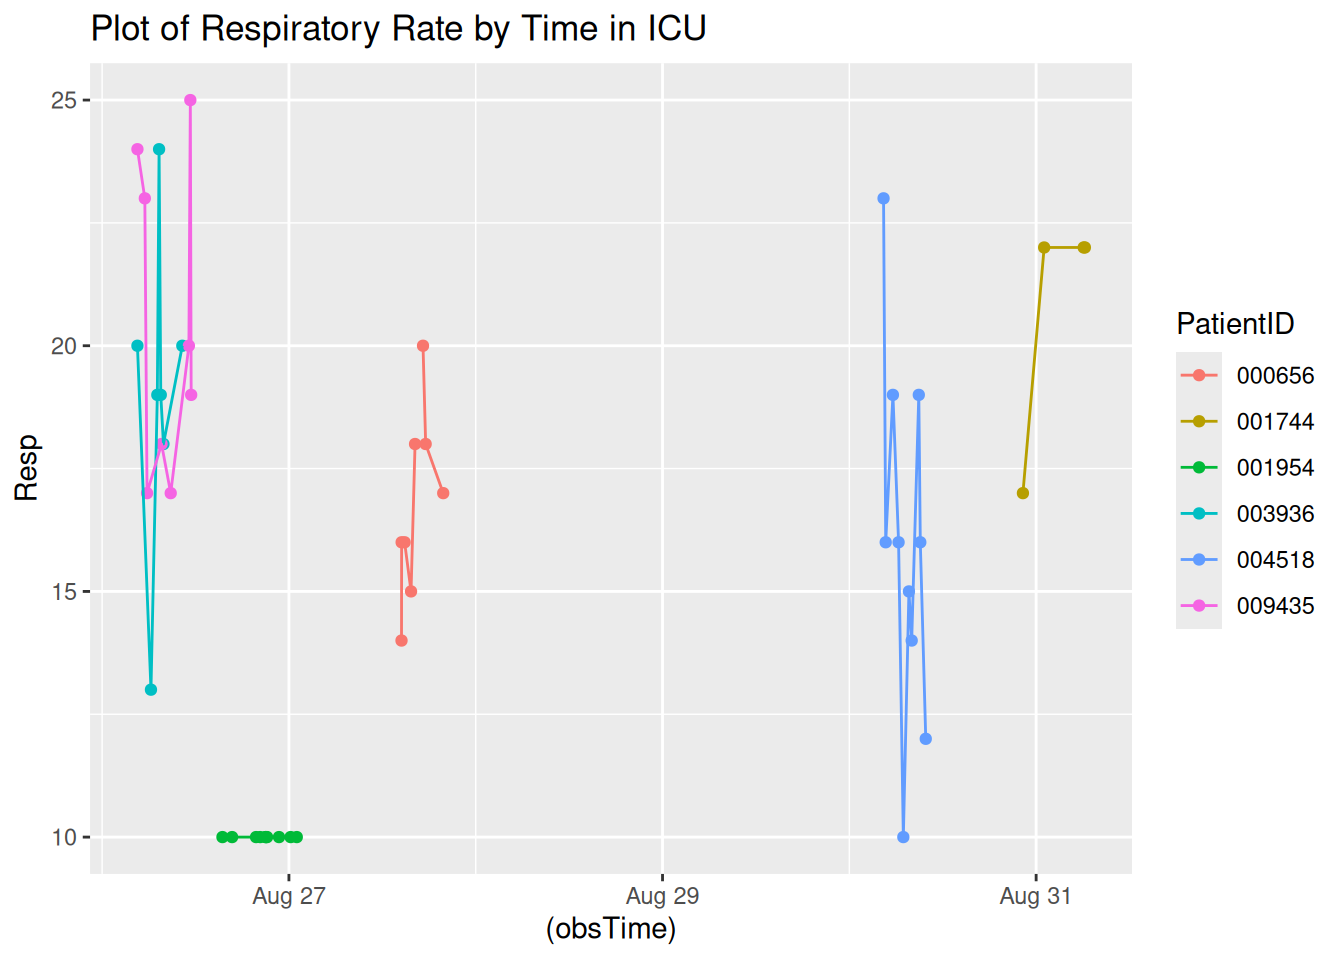 Plot of Respiratory Rate by Time in ICU
25
20
15
10
Resp
Aug 27
Aug 29
Aug 31
(obsTime)
PatientID
000656
001744
001954
003936
004518
009435